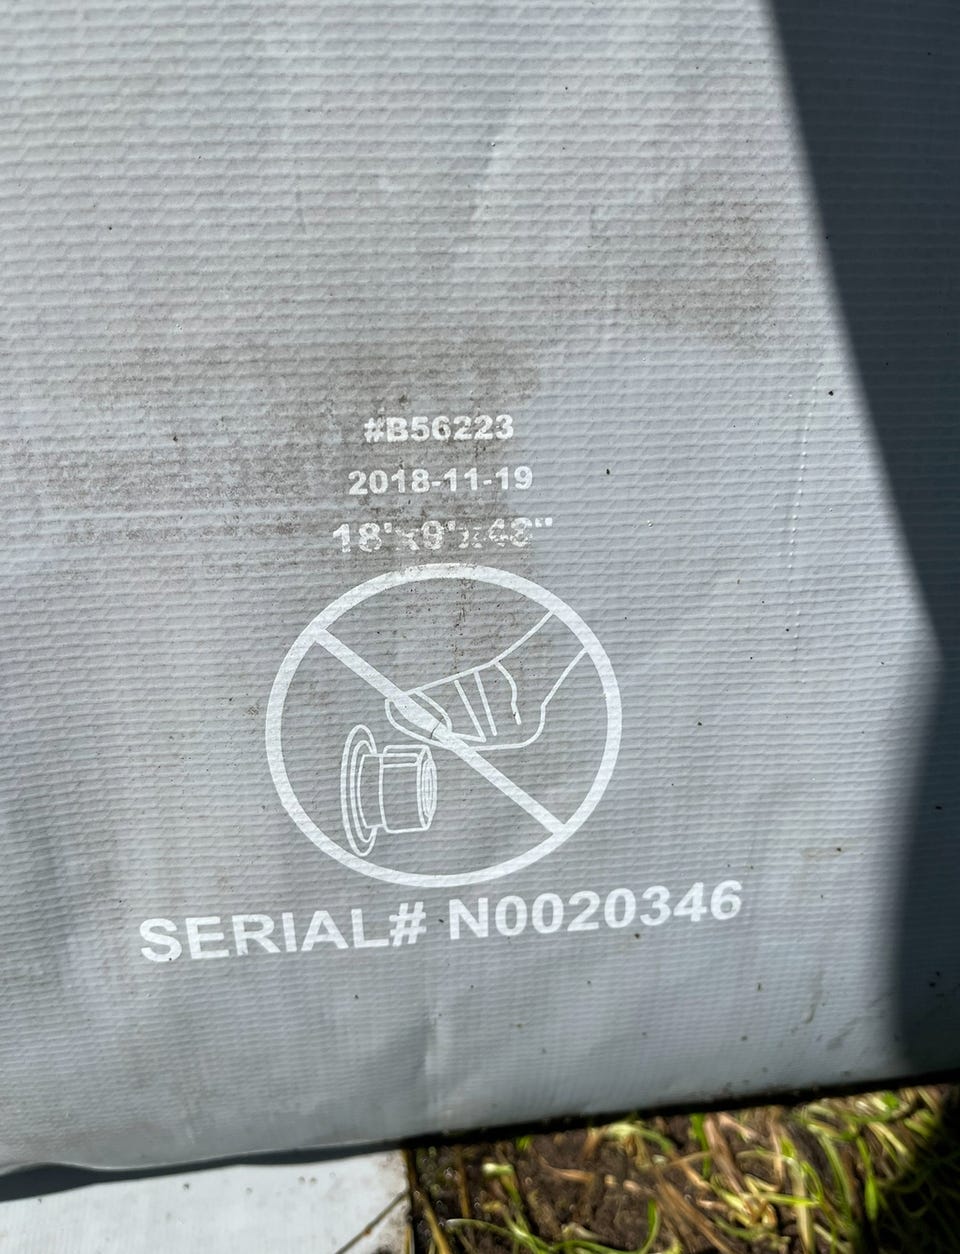 #B56223
2018-11-19
18'x9'x48"
SERIAL# N0020346